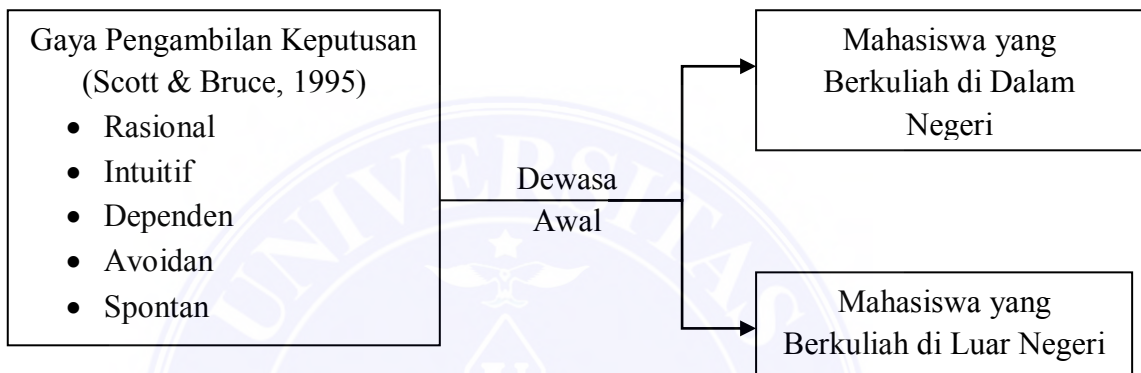 Gaya Pengambilan Keputusan
(Scott & Bruce, 1995)
• Rasional
• Intuitif
• Dependen
• Avoidan
• Spontan
Dewasa
Awal
Mahasiswa yang
Berkuliah di Dalam
Negeri
Mahasiswa yang
Berkuliah di Luar Negeri
UNIVERSITAS